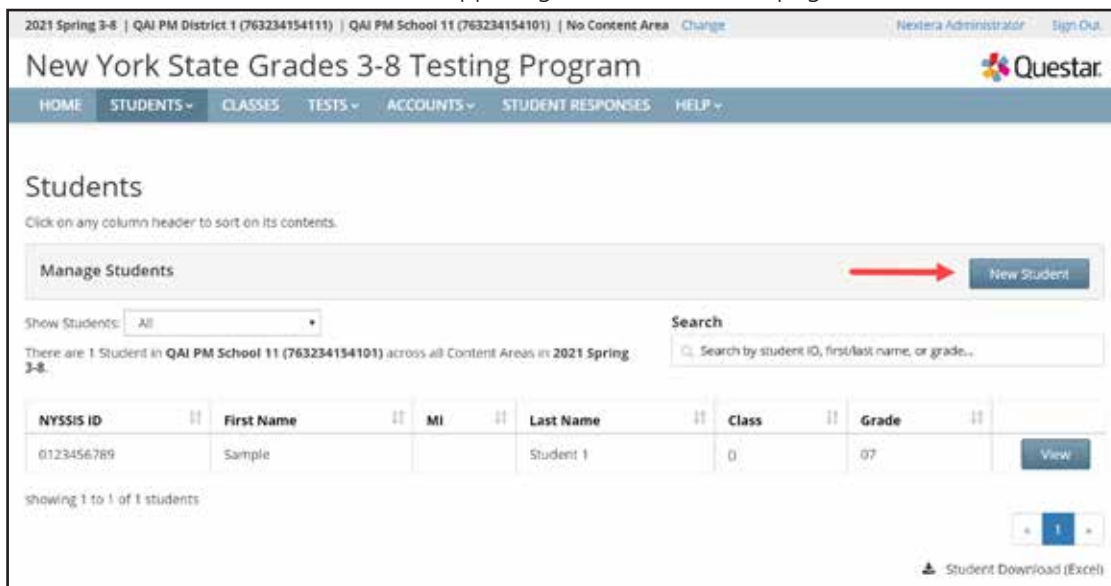 2021 Spring 3-8 | QAI PM District 1 (763234154111) | QAI PM School 11 (763234154101) | No Content Area Change Nextera Administrator Sign Out
New York State Grades 3-8 Testing Program Questar.
HOME STUDENTS CLASSES TESTS ACCOUNTS STUDENT RESPONSES HELP
Students
Click on any column header to sort on its contents.
Manage Students New Student
Show Students: All Search
There are 1 Student in QAI PM School 11 (763234154101) across all Content Areas in 2021 Spring
3-8.
Search by student ID, first/last name, or grade...
NYSSIS ID First Name MI Last Name Class Grade
0123456789 Sample Student 1 0 07 View
showing 1 to 1 of 1 students
« 1 »
Student Download (Excel)